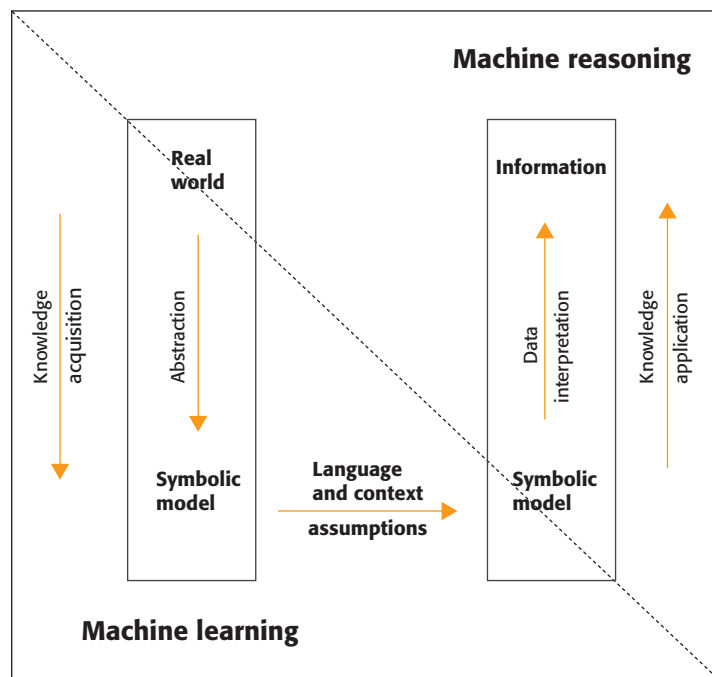 Machine reasoning
Real
world
Information
Knowledge
acquisition
Abstraction
Data
interpretation
Knowledge
application
Symbolic
model
Language
and context
assumptions
Symbolic
model
Machine learning